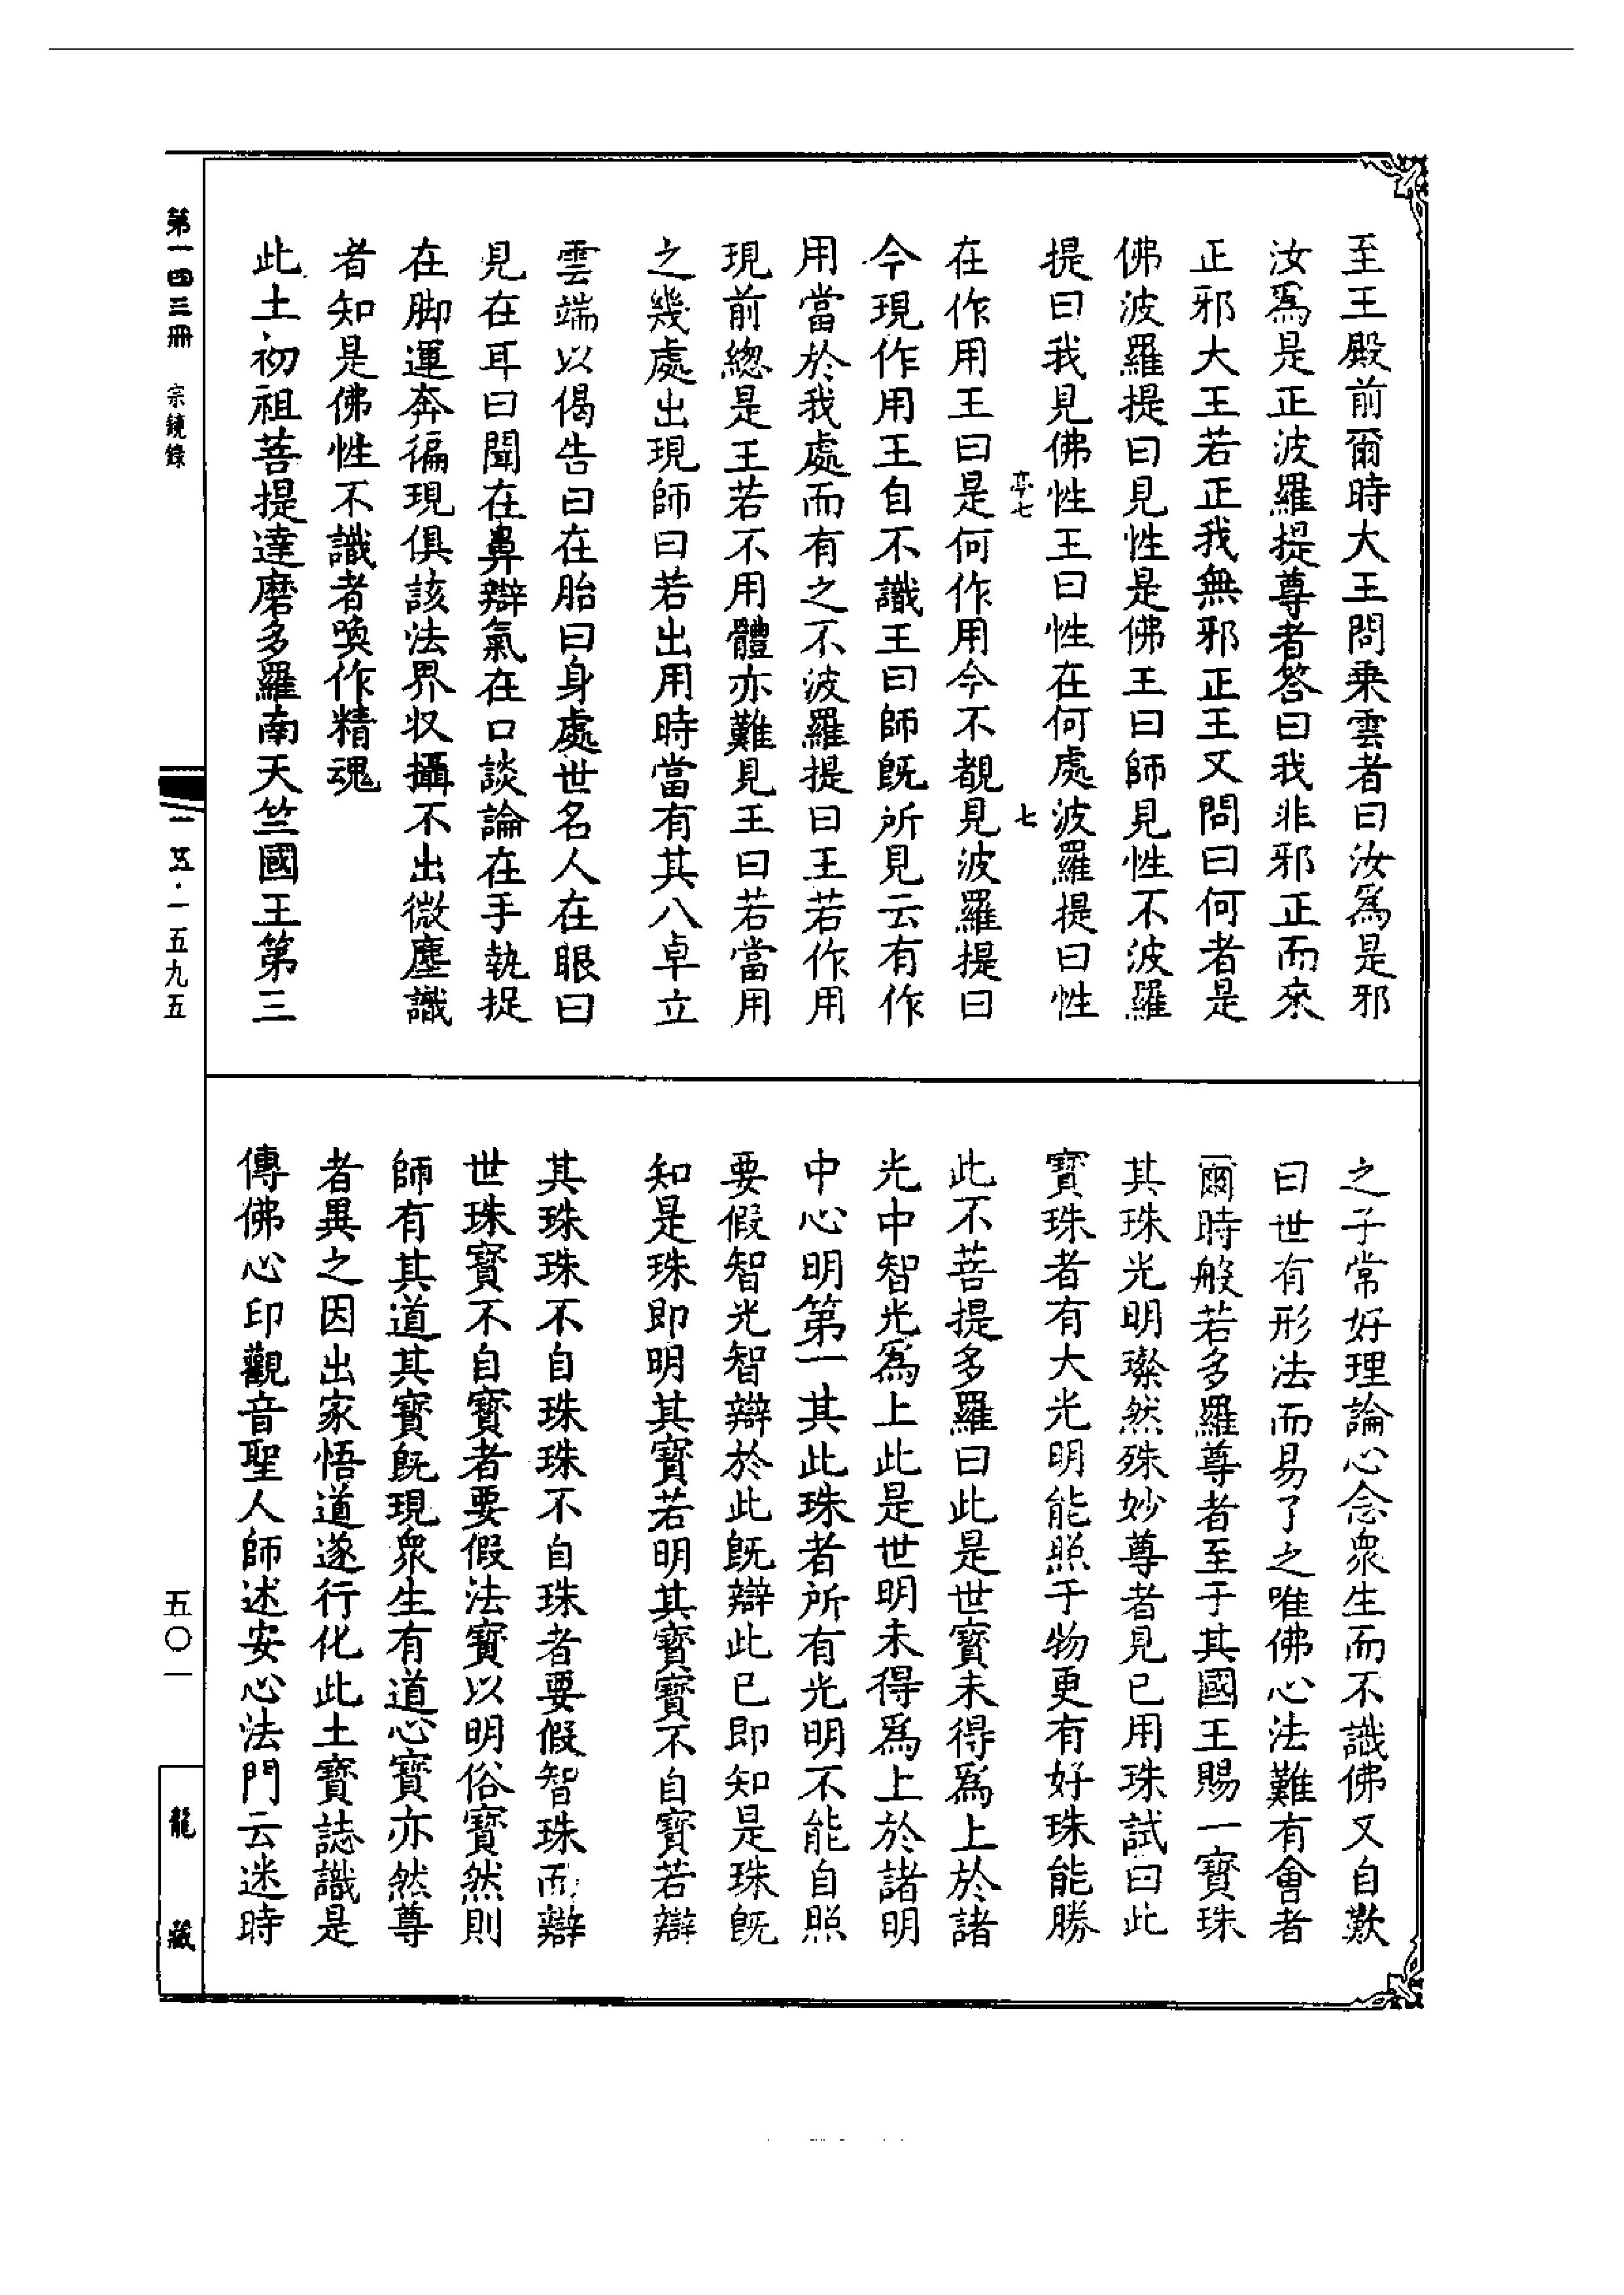 至王殿前爾時大王問乗雲者曰汝爲是邪
汝爲是正波羅提尊者答曰我非邪正而來
正邪大王若正我無邪正王又問曰何者是
佛波羅提曰見性是佛王曰師見性不波羅
提曰我見佛性王曰性在何處波羅提曰性
亭七
七
在作用王曰是何作用今不覩見波羅提曰
今現作用王自不識王曰師既所見云有作
用當於我處而有之不波羅提曰王若作用
現前總是王若不用體亦難見王曰若當用
之幾處出現師曰若出用時當有其八卓立
雲端以偈告曰在胎曰身處世名人在眼曰
見在耳曰聞在鼻辯氣在口談論在手執捉
在脚運奔徧現俱該法界収攝不出微塵識
者知是佛性不識者喚作精魂
此土初祖菩提達磨多羅南天竺國王第三
之子常好理論心念衆生而不識佛又自歎
曰世有形法而易了之唯佛心法難有會者
爾時般若多羅尊者至于其國王賜一寶珠
其珠光明璨然殊妙尊者見已用珠試曰此
寶珠者有大光明能照于物更有好珠能勝
此不菩提多羅曰此是世寶未得爲上於諸
光中智光爲上此是世明未得爲上於諸明
中心明第一其此珠者所有光明不能自照
要假智光智辯於此既辯此已即知是珠既
知是珠即明其寶若明其寶寶不自寶若辯
其珠珠不自珠珠不自珠者要假智珠而辯
世珠寶不自寶者要假法寶以明俗寶然則
師有其道其寶既現衆生有道心寶亦然尊
者異之因出家悟道遂行化此土寶誌識是
傳佛心印觀音聖人師述安心法門云迷時
第一四三冊
宗鏡錄
一五·一五九五
五〇一
龍藏